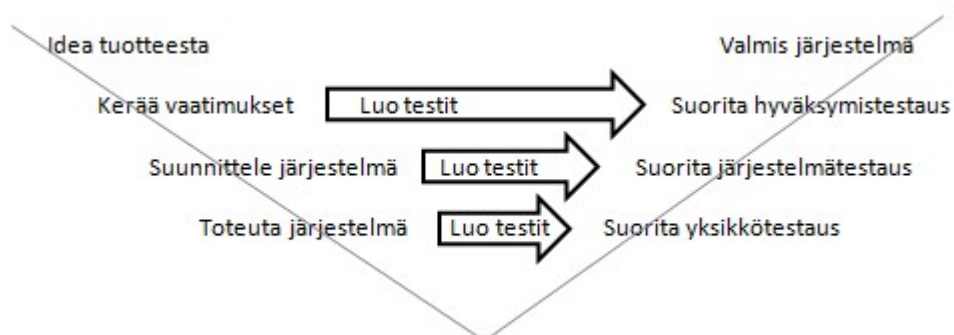 Idea tuotteesta Valmis järjestelmä
Kerää vaatimukset Luo testit Suorita hyväksymistestaus
Suunnittele järjestelmä Luo testit Suorita järjestelmätestaus
Toteuta järjestelmä Luo testit Suorita yksikkötestaus